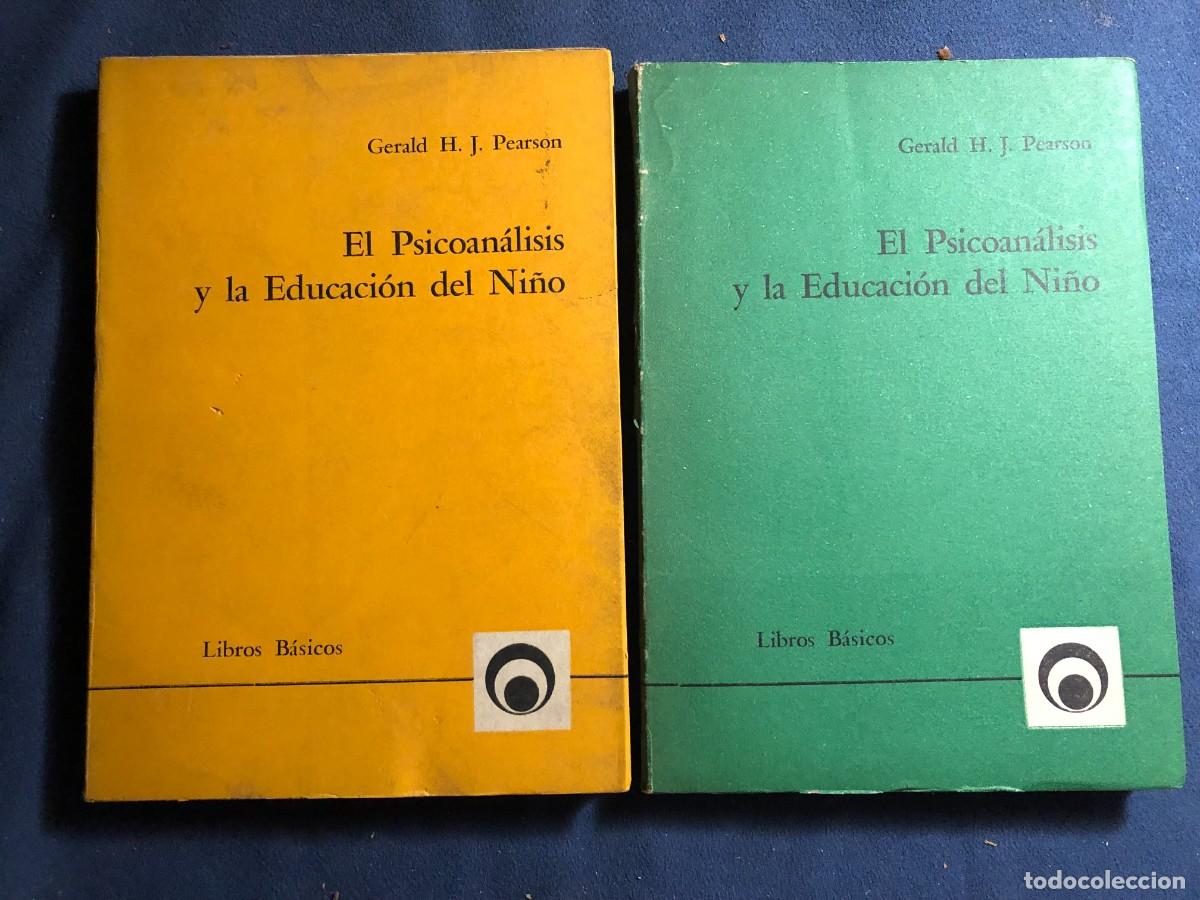 Gerald H. J. Pearson
El Psicoanálisis
y la Educación del Niño
Libros Básicos
Gerald H. J. Pearson
El Psicoanálisis
y la Educación del Niño
Libros Básicos
todocoleccion